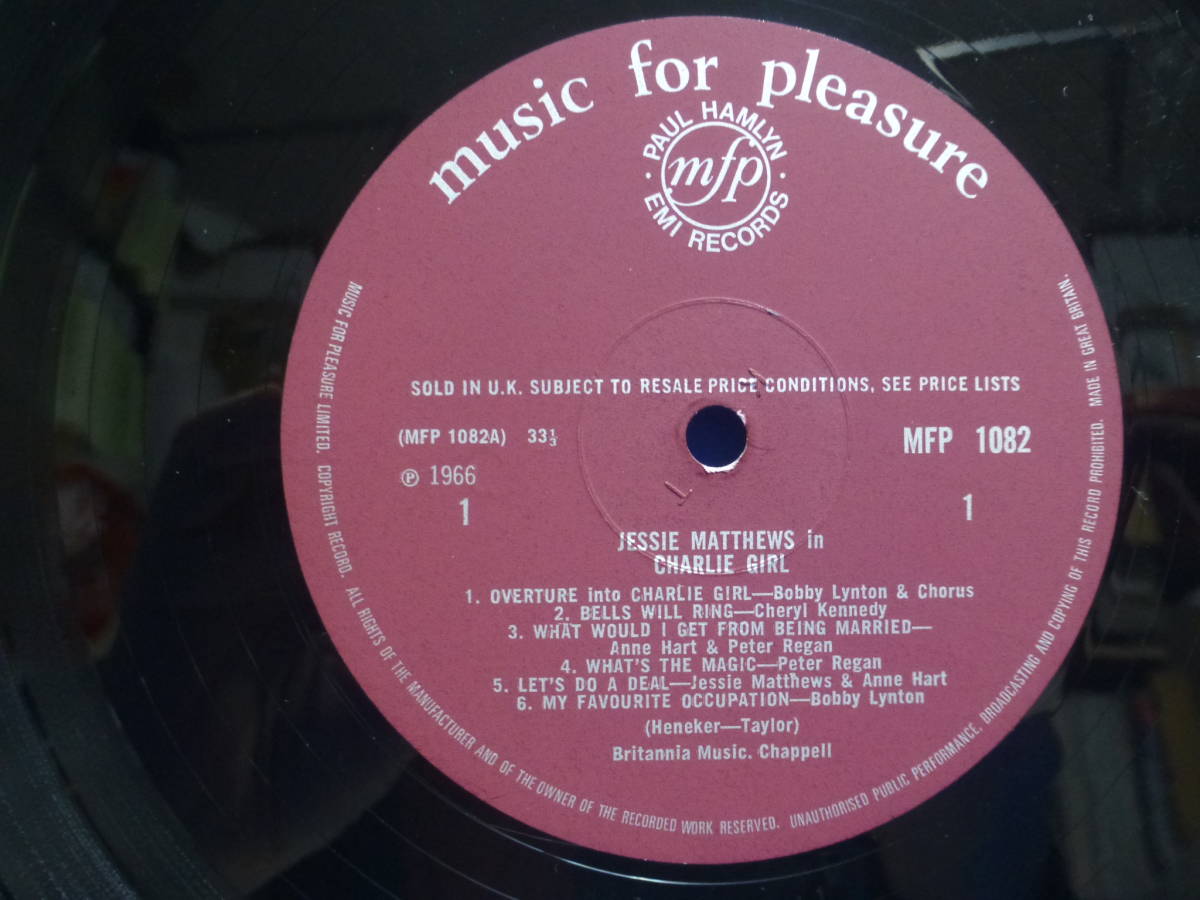 music for pleasure
PAUL HAMLYN
mfp
EMI RECORDS
SOLD IN U.K. SUBJECT TO RESALE PRICE CONDITIONS, SEE PRICE LISTS
(MFP 1082A) 33⅓
MFP 1082
℗ 1966
1
1
JESSIE MATTHEWS in
CHARLIE GIRL
1. OVERTURE into CHARLIE GIRL—Bobby Lynton & Chorus
2. BELLS WILL RING—Cheryl Kennedy
3. WHAT WOULD I GET FROM BEING MARRIED—
Anne Hart & Peter Regan
4. WHAT'S THE MAGIC—Peter Regan
5. LET'S DO A DEAL—Jessie Matthews & Anne Hart
6. MY FAVOURITE OCCUPATION—Bobby Lynton
(Heneker—Taylor)
Britannia Music. Chappell
MUSIC FOR PLEASURE LIMITED. COPYRIGHT RECORD. ALL RIGHTS OF THE MANUFACTURER AND OF THE OWNER OF THE RECORDED WORK RESERVED. UNAUTHORISED PUBLIC PERFORMANCE, BROADCASTING AND COPYING OF THIS RECORD PROHIBITED. MADE IN GREAT BRITAIN.